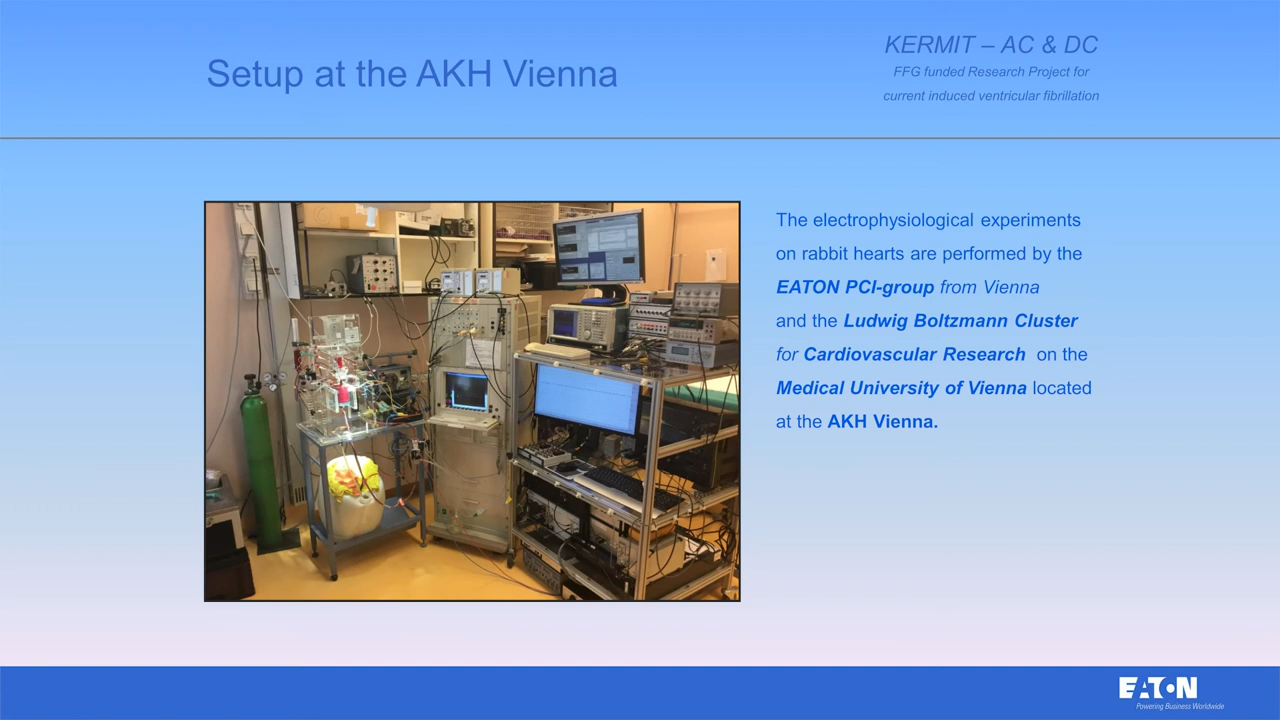 Setup at the AKH Vienna
KERMIT – AC & DC
FFG funded Research Project for
current induced ventricular fibrillation
The electrophysiological experiments
on rabbit hearts are performed by the
EATON PCI-group from Vienna
and the Ludwig Boltzmann Cluster
for Cardiovascular Research on the
Medical University of Vienna located
at the AKH Vienna.
EATON
Powering Business Worldwide